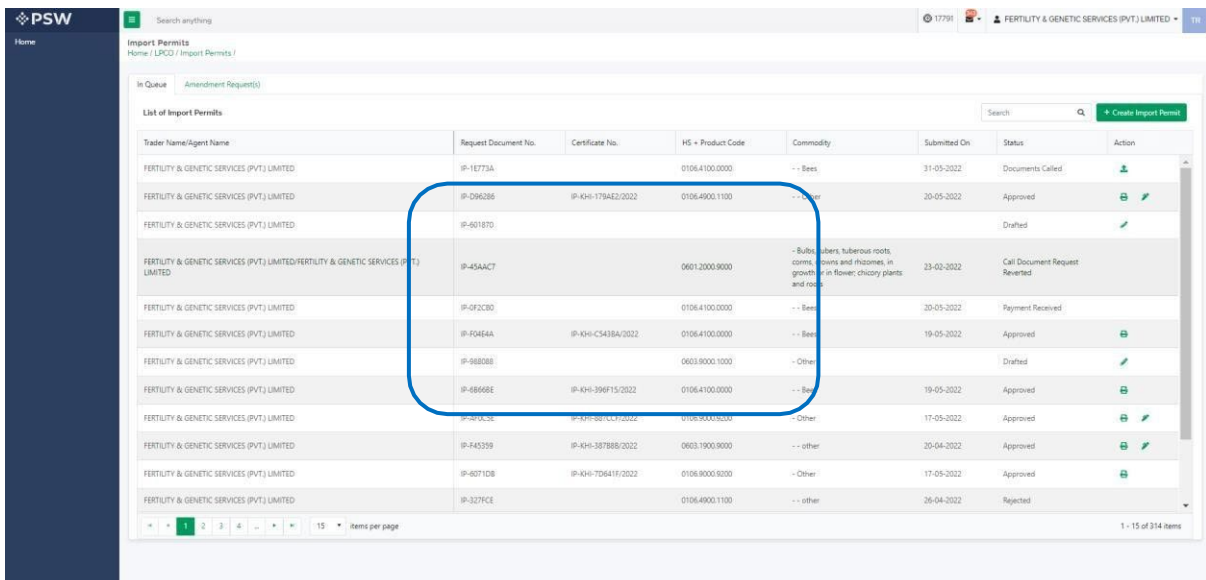 PSW
Search anything
17791
FERTILITY & GENETIC SERVICES (PVT.) LIMITED
TR
Home
Import Permits
Home / LPCO / Import Permits /
In Queue Amendment Request(s)
List of Import Permits
Search
+ Create Import Permit
Trader Name/Agent Name Request Document No. Certificate No. HS + Product Code Commodity Submitted On Status Action
FERTILITY & GENETIC SERVICES (PVT.) LIMITED IP-1E773A 0106.4100.0000 - - Bees 31-05-2022 Documents Called
FERTILITY & GENETIC SERVICES (PVT.) LIMITED IP-D96286 IP-KHI-179AE2/2022 0106.4900.1100 - - Other 20-05-2022 Approved
FERTILITY & GENETIC SERVICES (PVT.) LIMITED IP-60187D Drafted
FERTILITY & GENETIC SERVICES (PVT.) LIMITED/FERTILITY & GENETIC SERVICES (PVT.) LIMITED IP-45AAC7 0601.2000.9000 - Bulbs, tubers, tuberous roots, corms, crowns and rhizomes, in growth or in flower; chicory plants and roots 23-02-2022 Call Document Request Reverted
FERTILITY & GENETIC SERVICES (PVT.) LIMITED IP-0F2CB0 0106.4100.0000 - - Bees 20-05-2022 Payment Received
FERTILITY & GENETIC SERVICES (PVT.) LIMITED IP-F04E4A IP-KHI-C543BA/2022 0106.4100.0000 - - Bees 19-05-2022 Approved
FERTILITY & GENETIC SERVICES (PVT.) LIMITED 0603.9000.1000 - Other Drafted
FERTILITY & GENETIC SERVICES (PVT.) LIMITED IP-6B66BE IP-KHI-396F15/2022 0106.4100.0000 - - Bees 19-05-2022 Approved
FERTILITY & GENETIC SERVICES (PVT.) LIMITED 0106.9000.9200 - Other 17-05-2022 Approved
FERTILITY & GENETIC SERVICES (PVT.) LIMITED IP-F45359 IP-KHI-387B88/2022 0603.1900.9000 - - other 20-04-2022 Approved
FERTILITY & GENETIC SERVICES (PVT.) LIMITED IP-6071DB IP-KHI-7D641F/2022 0106.9000.9200 - Other 17-05-2022 Approved
FERTILITY & GENETIC SERVICES (PVT.) LIMITED IP-327FCE 0106.4900.1100 - - other 26-04-2022 Rejected
1 2 3 4 ... 15 items per page 1 - 15 of 314 items